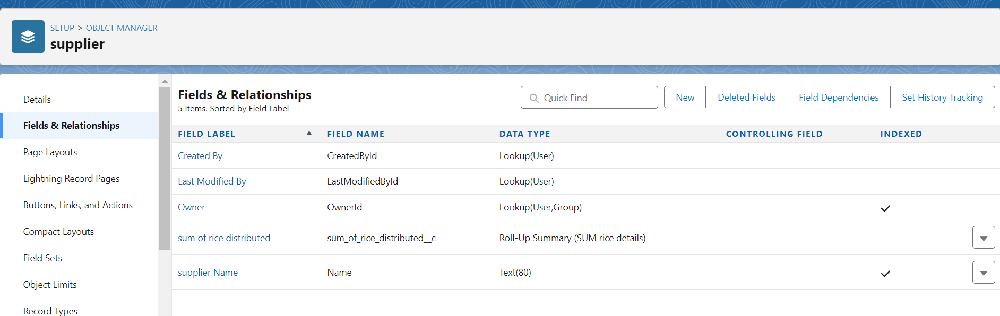 SETUP > OBJECT MANAGER
supplier
Details
Fields & Relationships
Page Layouts
Lightning Record Pages
Buttons, Links, and Actions
Compact Layouts
Field Sets
Object Limits
Record Types
Fields & Relationships
5 Items, Sorted by Field Label
Quick Find
New Deleted Fields Field Dependencies Set History Tracking
FIELD LABEL FIELD NAME DATA TYPE CONTROLLING FIELD INDEXED
Created By CreatedById Lookup(User)
Last Modified By LastModifiedById Lookup(User)
Owner OwnerId Lookup(User,Group)
sum of rice distributed sum_of_rice_distributed__c Roll-Up Summary (SUM rice details)
supplier Name Name Text(80)